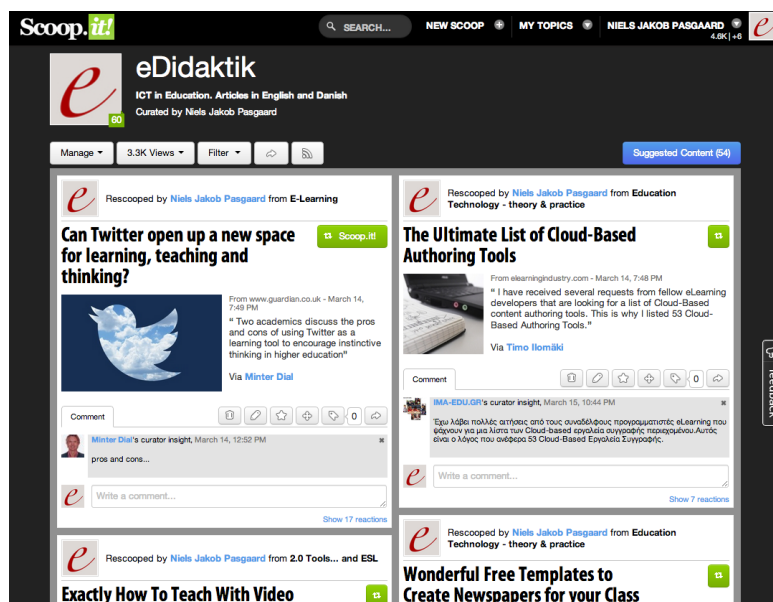 Scoop.it!
SEARCH...
NEW SCOOP
MY TOPICS
NIELS JAKOB PASGAARD
4.6K | +6
e
e
60
eDidaktik
ICT in Education. Articles in English and Danish
Curated by Niels Jakob Pasgaard
Manage
3.3K Views
Filter
Suggested Content (54)
e
Rescooped by Niels Jakob Pasgaard from E-Learning
Can Twitter open up a new space
for learning, teaching and
thinking?
Scoop.it!
From www.guardian.co.uk - March 14,
7:49 PM
“ Two academics discuss the pros
and cons of using Twitter as a
learning tool to encourage instinctive
thinking in higher education"
Via Minter Dial
Comment
0
Minter Dial's curator insight, March 14, 12:52 PM
pros and cons...
e
Write a comment...
Show 17 reactions
e
Rescooped by Niels Jakob Pasgaard from 2.0 Tools... and ESL
Exactly How To Teach With Video
e
Rescooped by Niels Jakob Pasgaard from Education
Technology - theory & practice
The Ultimate List of Cloud-Based
Authoring Tools
From elearningindustry.com - March 14, 7:48 PM
“ I have received several requests from fellow eLearning
developers that are looking for a list of Cloud-Based
content authoring tools. This is why I listed 53 Cloud-
Based Authoring Tools."
Via Timo Ilomäki
Comment
0
IMA-EDU.GR's curator insight, March 15, 10:44 PM
Έχω λάβει πολλές αιτήσεις από τους συναδέλφους προγραμματιστές eLearning που
ψάχνουν για μια λίστα των Cloud-based εργαλεία συγγραφής περιεχομένου.Αυτός
είναι ο λόγος που ανέφερα 53 Cloud-Based Εργαλεία Συγγραφής.
e
Write a comment...
Show 7 reactions
e
Rescooped by Niels Jakob Pasgaard from Education
Technology - theory & practice
Wonderful Free Templates to
Create Newspapers for your Class
Feedback